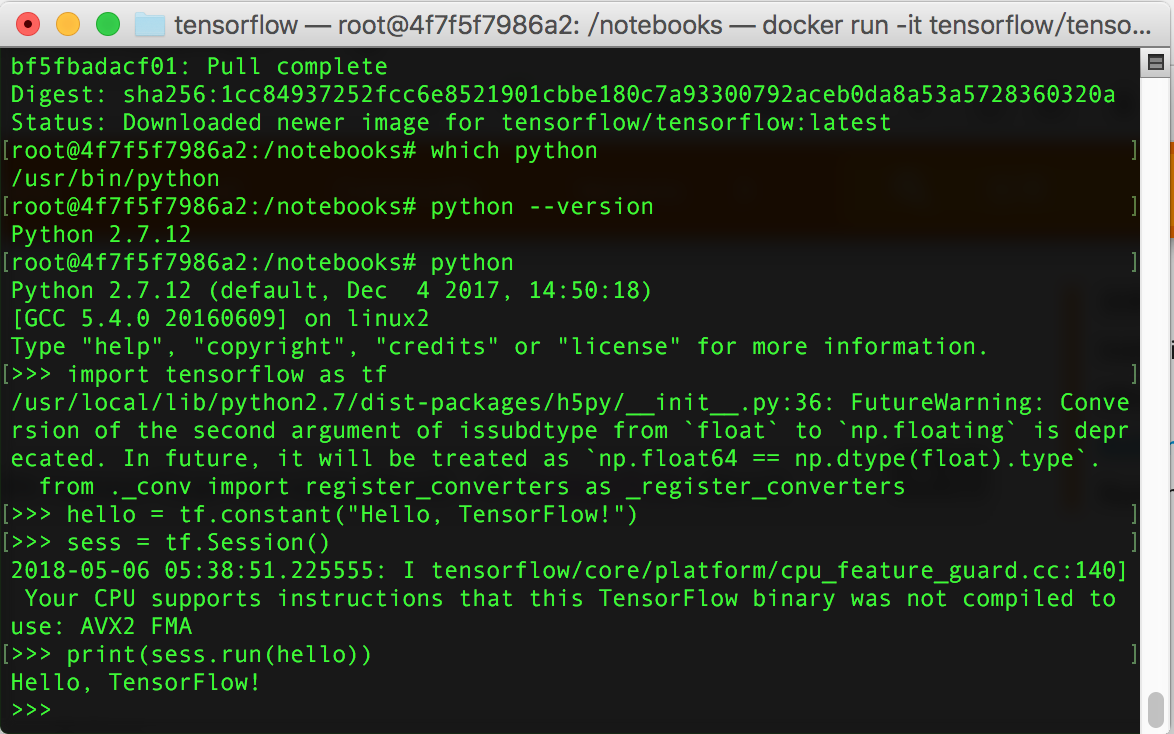 tensorflow — root@4f7f5f7986a2: /notebooks — docker run -it tensorflow/tenso...
bf5fbadacf01: Pull complete
Digest: sha256:1cc84937252fcc6e8521901cbbe180c7a93300792aceb0da8a53a5728360320a
Status: Downloaded newer image for tensorflow/tensorflow:latest
[root@4f7f5f7986a2:/notebooks# which python ]
/usr/bin/python
[root@4f7f5f7986a2:/notebooks# python --version ]
Python 2.7.12
[root@4f7f5f7986a2:/notebooks# python ]
Python 2.7.12 (default, Dec  4 2017, 14:50:18)
[GCC 5.4.0 20160609] on linux2
Type "help", "copyright", "credits" or "license" for more information.
[>>> import tensorflow as tf ]
/usr/local/lib/python2.7/dist-packages/h5py/__init__.py:36: FutureWarning: Conve
rsion of the second argument of issubdtype from `float` to `np.floating` is depr
ecated. In future, it will be treated as `np.float64 == np.dtype(float).type`.
  from ._conv import register_converters as _register_converters
[>>> hello = tf.constant("Hello, TensorFlow!") ]
[>>> sess = tf.Session() ]
2018-05-06 05:38:51.225555: I tensorflow/core/platform/cpu_feature_guard.cc:140]
 Your CPU supports instructions that this TensorFlow binary was not compiled to
use: AVX2 FMA
[>>> print(sess.run(hello)) ]
Hello, TensorFlow!
>>>